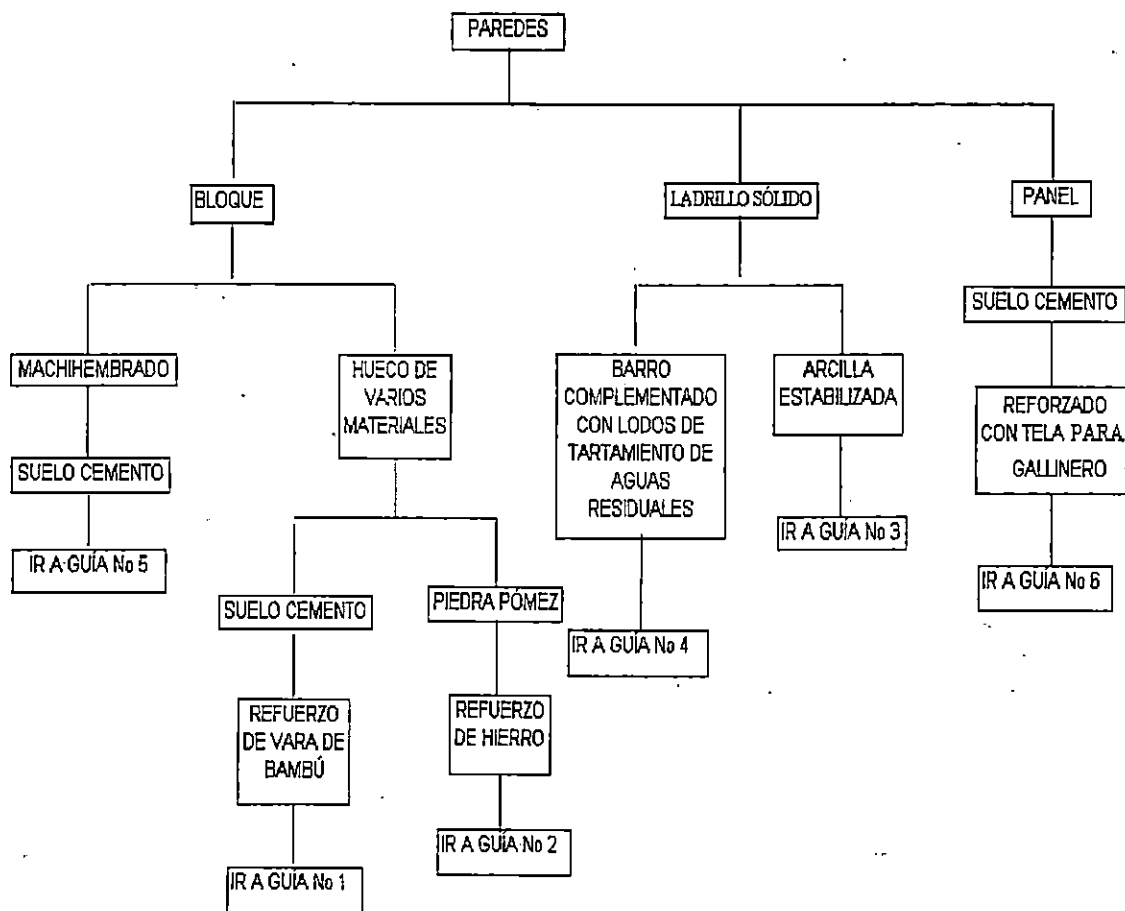 PAREDES
BLOQUE
LADRILLO SÓLIDO
PANEL
MACHIHEMBRADO
HUECO DE
VARIOS
MATERIALES
BARRO
COMPLEMENTADO
CON LODOS DE
TARTAMIENTO DE
AGUAS
RESIDUALES
ARCILLA
ESTABILIZADA
SUELO CEMENTO
REFORZADO
CON TELA PARA
GALLINERO
SUELO CEMENTO
IR A GUÍA No 5
SUELO CEMENTO
PIEDRA PÓMEZ
IR A GUÍA No 4
IR A GUÍA No 3
IR A GUÍA No 6
REFUERZO
DE VARA DE
BAMBÚ
REFUERZO
DE HIERRO
IR A GUÍA No 1
IR A GUÍA No 2